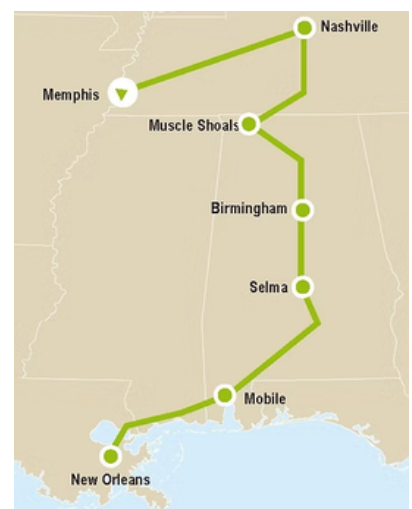 Nashville
Memphis
Muscle Shoals
Birmingham
Selma
Mobile
New Orleans